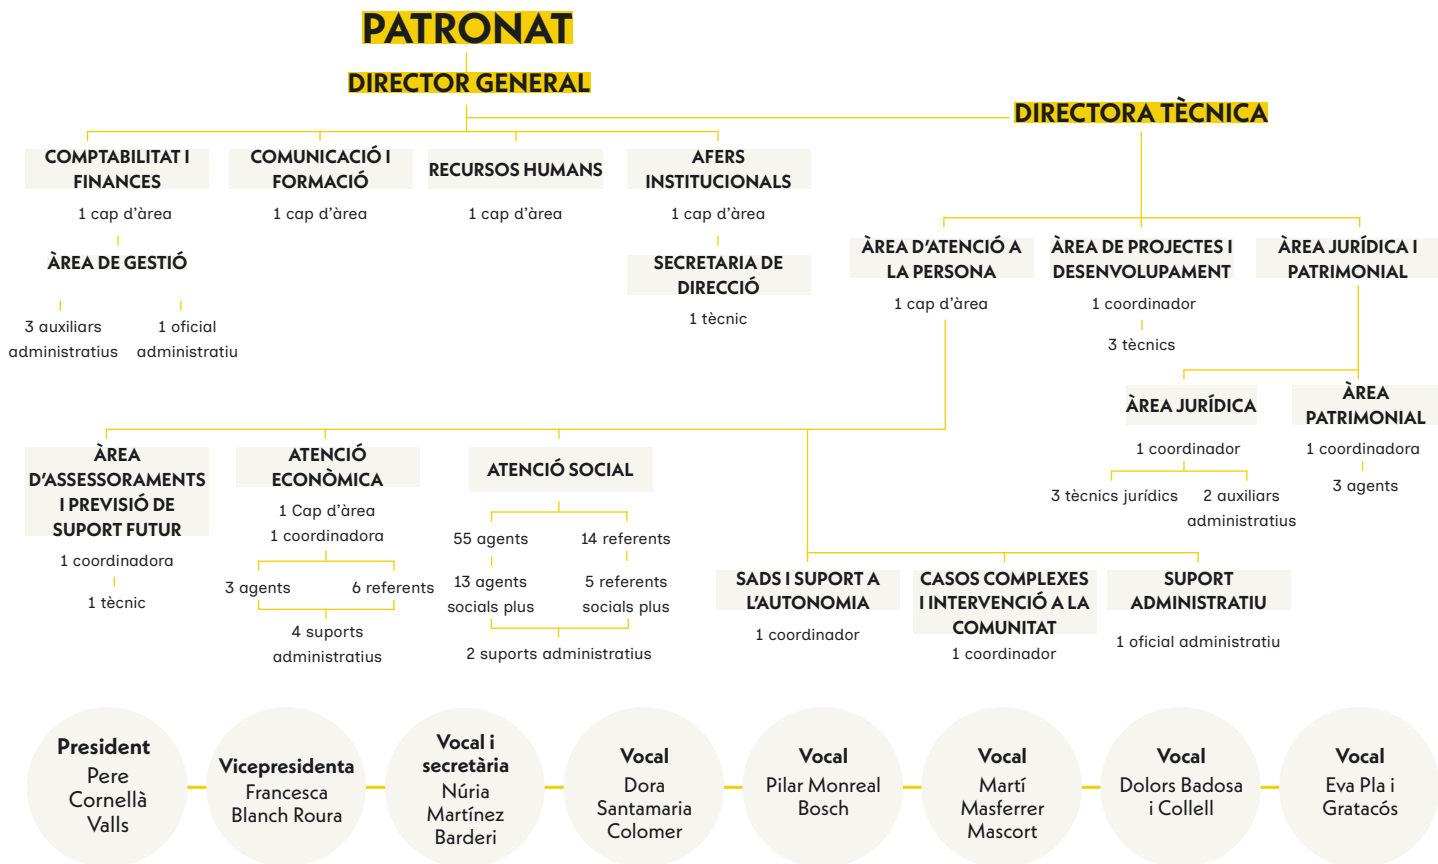 PATRONAT
DIRECTOR GENERAL
DIRECTORA TÈCNICA
COMPTABILITAT I
FINANCES
1 cap d'àrea
ÀREA DE GESTIÓ
3 auxiliars
administratius
1 oficial
administratiu
COMUNICACIÓ I
FORMACIÓ
1 cap d'àrea
RECURSOS HUMANS
1 cap d'àrea
AFERS
INSTITUCIONALS
1 cap d'àrea
SECRETARIA DE
DIRECCIÓ
1 tècnic
ÀREA D'ATENCIÓ A
LA PERSONA
1 cap d'àrea
ÀREA DE PROJECTES I
DESENVOLUPAMENT
1 coordinador
3 tècnics
ÀREA JURÍDICA I
PATRIMONIAL
ÀREA JURÍDICA
1 coordinador
3 tècnics jurídics
2 auxiliars
administratius
ÀREA
PATRIMONIAL
1 coordinadora
3 agents
ÀREA
D'ASSESSORAMENTS
I PREVISIÓ DE
SUPORT FUTUR
1 coordinadora
1 tècnic
ATENCIÓ
ECONÒMICA
1 Cap d'àrea
1 coordinadora
3 agents
6 referents
4 suports
administratius
ATENCIÓ SOCIAL
55 agents
14 referents
13 agents
socials plus
5 referents
socials plus
2 suports administratius
SADS I SUPORT A
L'AUTONOMIA
1 coordinador
CASOS COMPLEXES
I INTERVENCIÓ A LA
COMUNITAT
1 coordinador
SUPORT
ADMINISTRATIU
1 oficial administratiu
President
Pere
Cornellà
Valls
Vicepresidenta
Francesca
Blanch Roura
Vocal i
secretària
Núria
Martínez
Barderi
Vocal
Dora
Santamaria
Colomer
Vocal
Pilar Monreal
Bosch
Vocal
Martí
Masferrer
Mascort
Vocal
Dolors Badosa
i Collell
Vocal
Eva Pla i
Gratacós